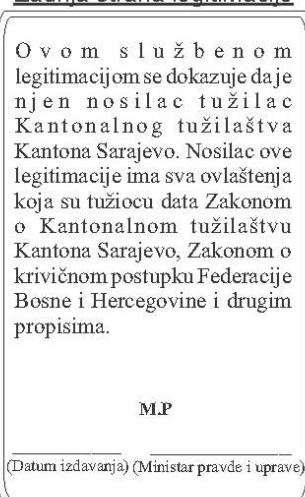 Zadnja strana legitimacije
Ovom službenom
legitimacijom se dokazuje da je
njen nosilac tužilac
Kantonalnog tužilaštva
Kantona Sarajevo. Nosilac ove
legitimacije ima sva ovlaštenja
koja su tužiocu data Zakonom
o Kantonalnom tužilaštvu
Kantona Sarajevo, Zakonom o
krivičnom postupku Federacije
Bosne i Hercegovine i drugim
propisima.
M.P
(Datum izdavanja) (Ministar pravde i uprave)